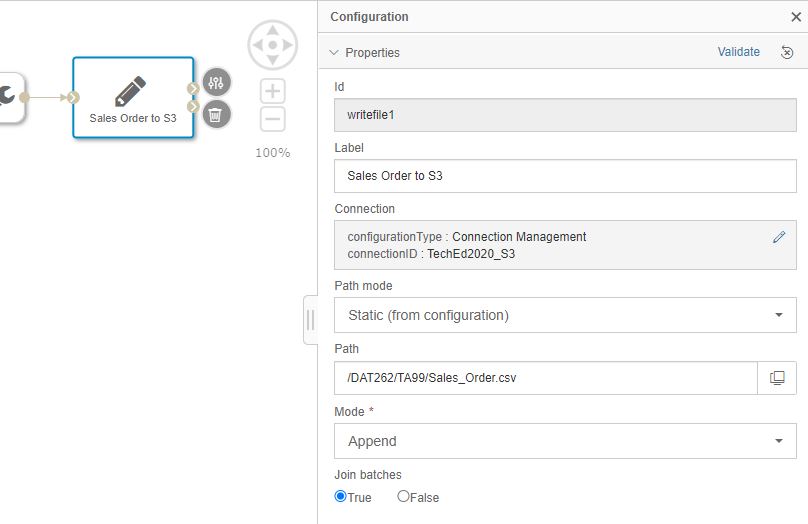 Sales Order to S3
100%
Configuration
Properties
Validate
Id
writefile1
Label
Sales Order to S3
Connection
configurationType : Connection Management
connectionID : TechEd2020_S3
Path mode
Static (from configuration)
Path
/DAT262/TA99/Sales_Order.csv
Mode *
Append
Join batches
True
False